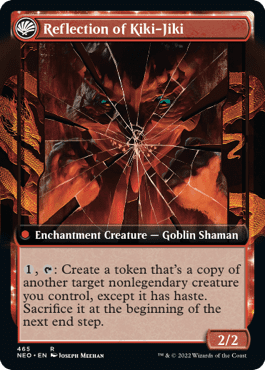 Reflection of Kiki-Jiki
Enchantment Creature — Goblin Shaman
1, T: Create a token that's a copy of
another target nonlegendary creature
you control, except it has haste.
Sacrifice it at the beginning of the
next end step.
2/2
465 R
NEO • EN JOSEPH MEEHAN
™ & © 2022 Wizards of the Coast